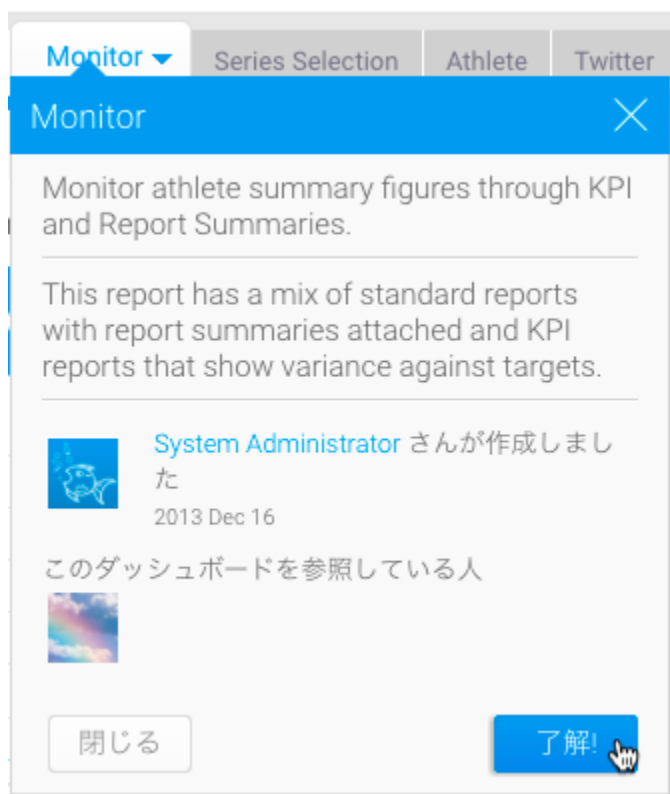 Monitor
Series Selection
Athlete
Twitter
Monitor
Monitor athlete summary figures through KPI
and Report Summaries.
This report has a mix of standard reports
with report summaries attached and KPI
reports that show variance against targets.
System Administrator さんが作成しまし
た
2013 Dec 16
このダッシュボードを参照している人
閉じる
了解!